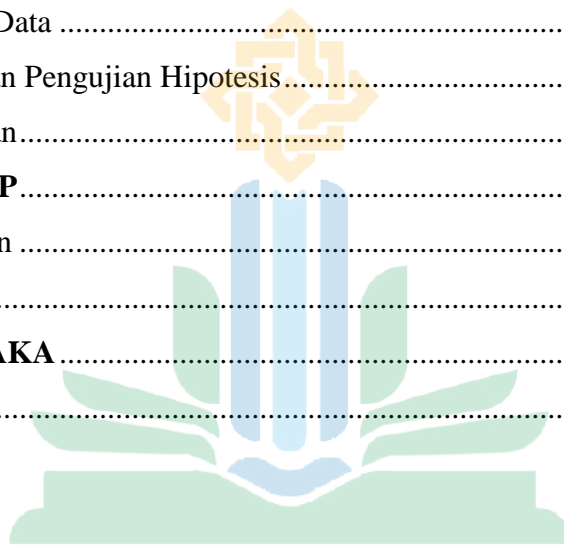 Data ................................................................
n Pengujian Hipotesis...................................
n.....................................................................
P.....................................................................
n .....................................................................
........................................................................
AKA ................................................................
........................................................................